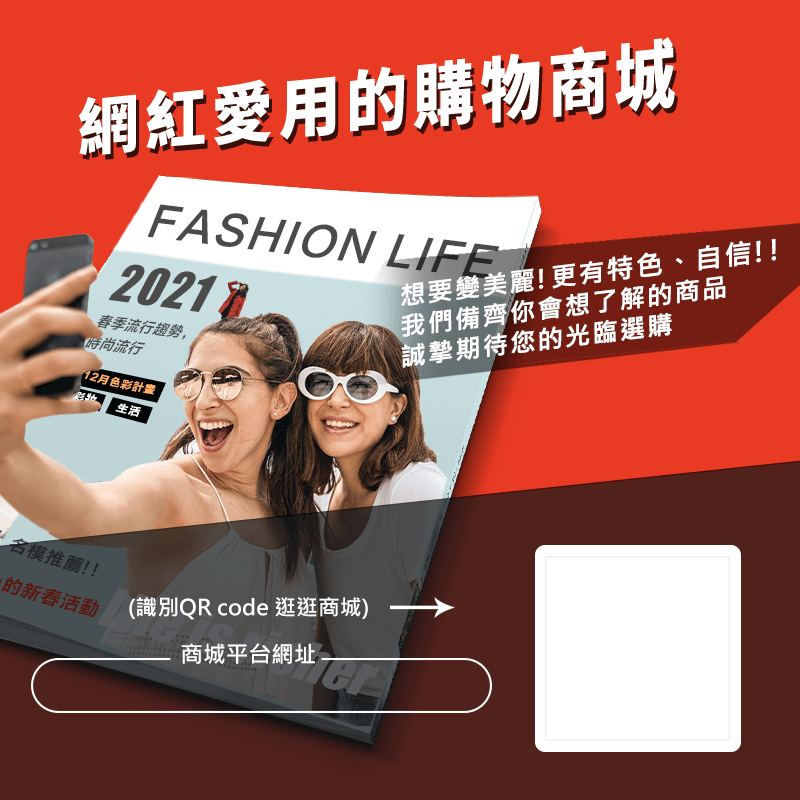 網紅愛用的購物商城
FASHION LIFE
2021
春季流行趨勢,
時尚流行
12月色彩計畫
彩妝
生活
想要變美麗!更有特色、自信!!
我們備齊你會想了解的商品
誠摯期待您的光臨選購
名模推薦!!
的新春活動
(識別QR code 逛逛商城)
商城平台網址